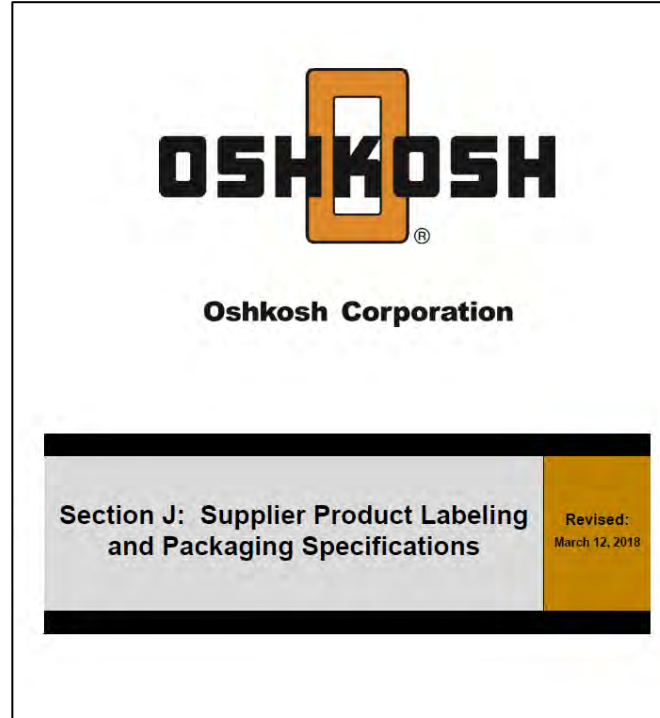 OSHKOSH
®
Oshkosh Corporation
Section J: Supplier Product Labeling
and Packaging Specifications
Revised:
March 12, 2018